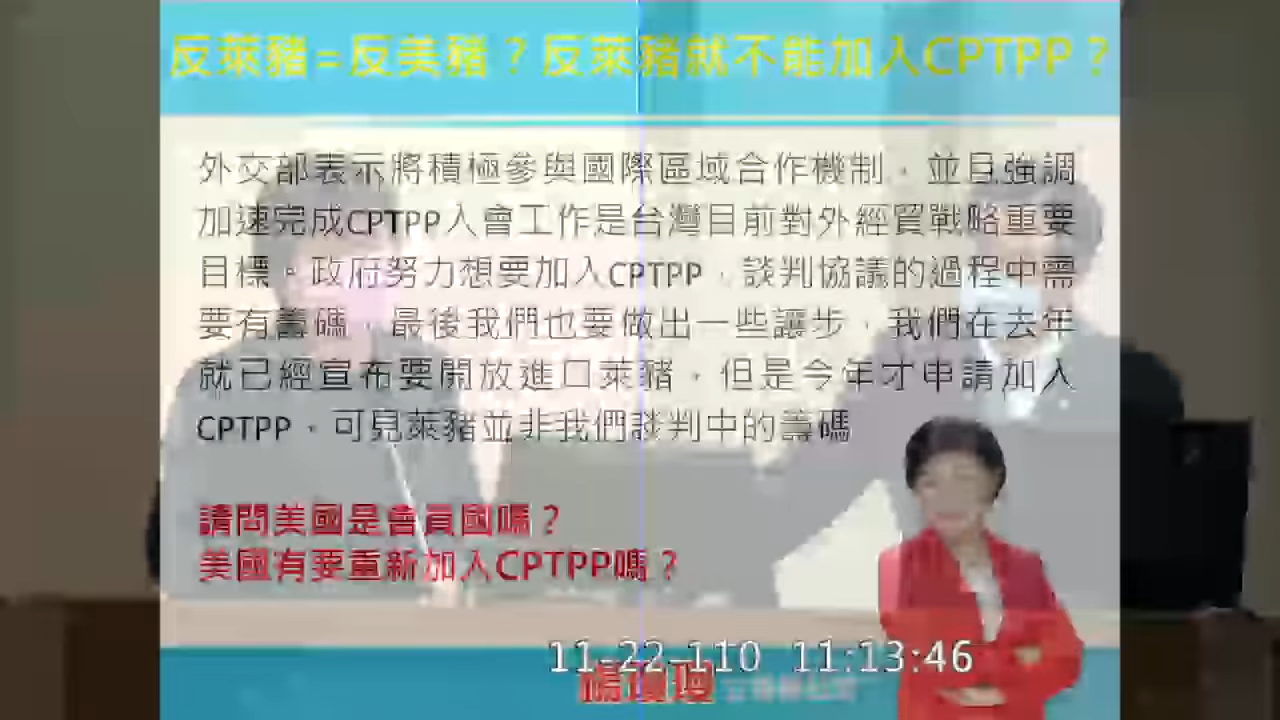 反萊豬=反美豬？反萊豬就不能加入CPTPP？
外交部表示將積極參與國際區域合作機制，並且強調
加速完成CPTPP入會工作是台灣目前對外經貿戰略重要
目標。政府努力想要加入CPTPP，談判協議的過程中需
要有籌碼，最後我們也要做出一些讓步，我們在去年
就已經宣布要開放進口萊豬，但是今年才申請加入
CPTPP，可見萊豬並非我們談判中的籌碼
請問美國是會員國嗎？
美國有要重新加入CPTPP嗎？
11-22-110 11:13:46
楊瓊瓔